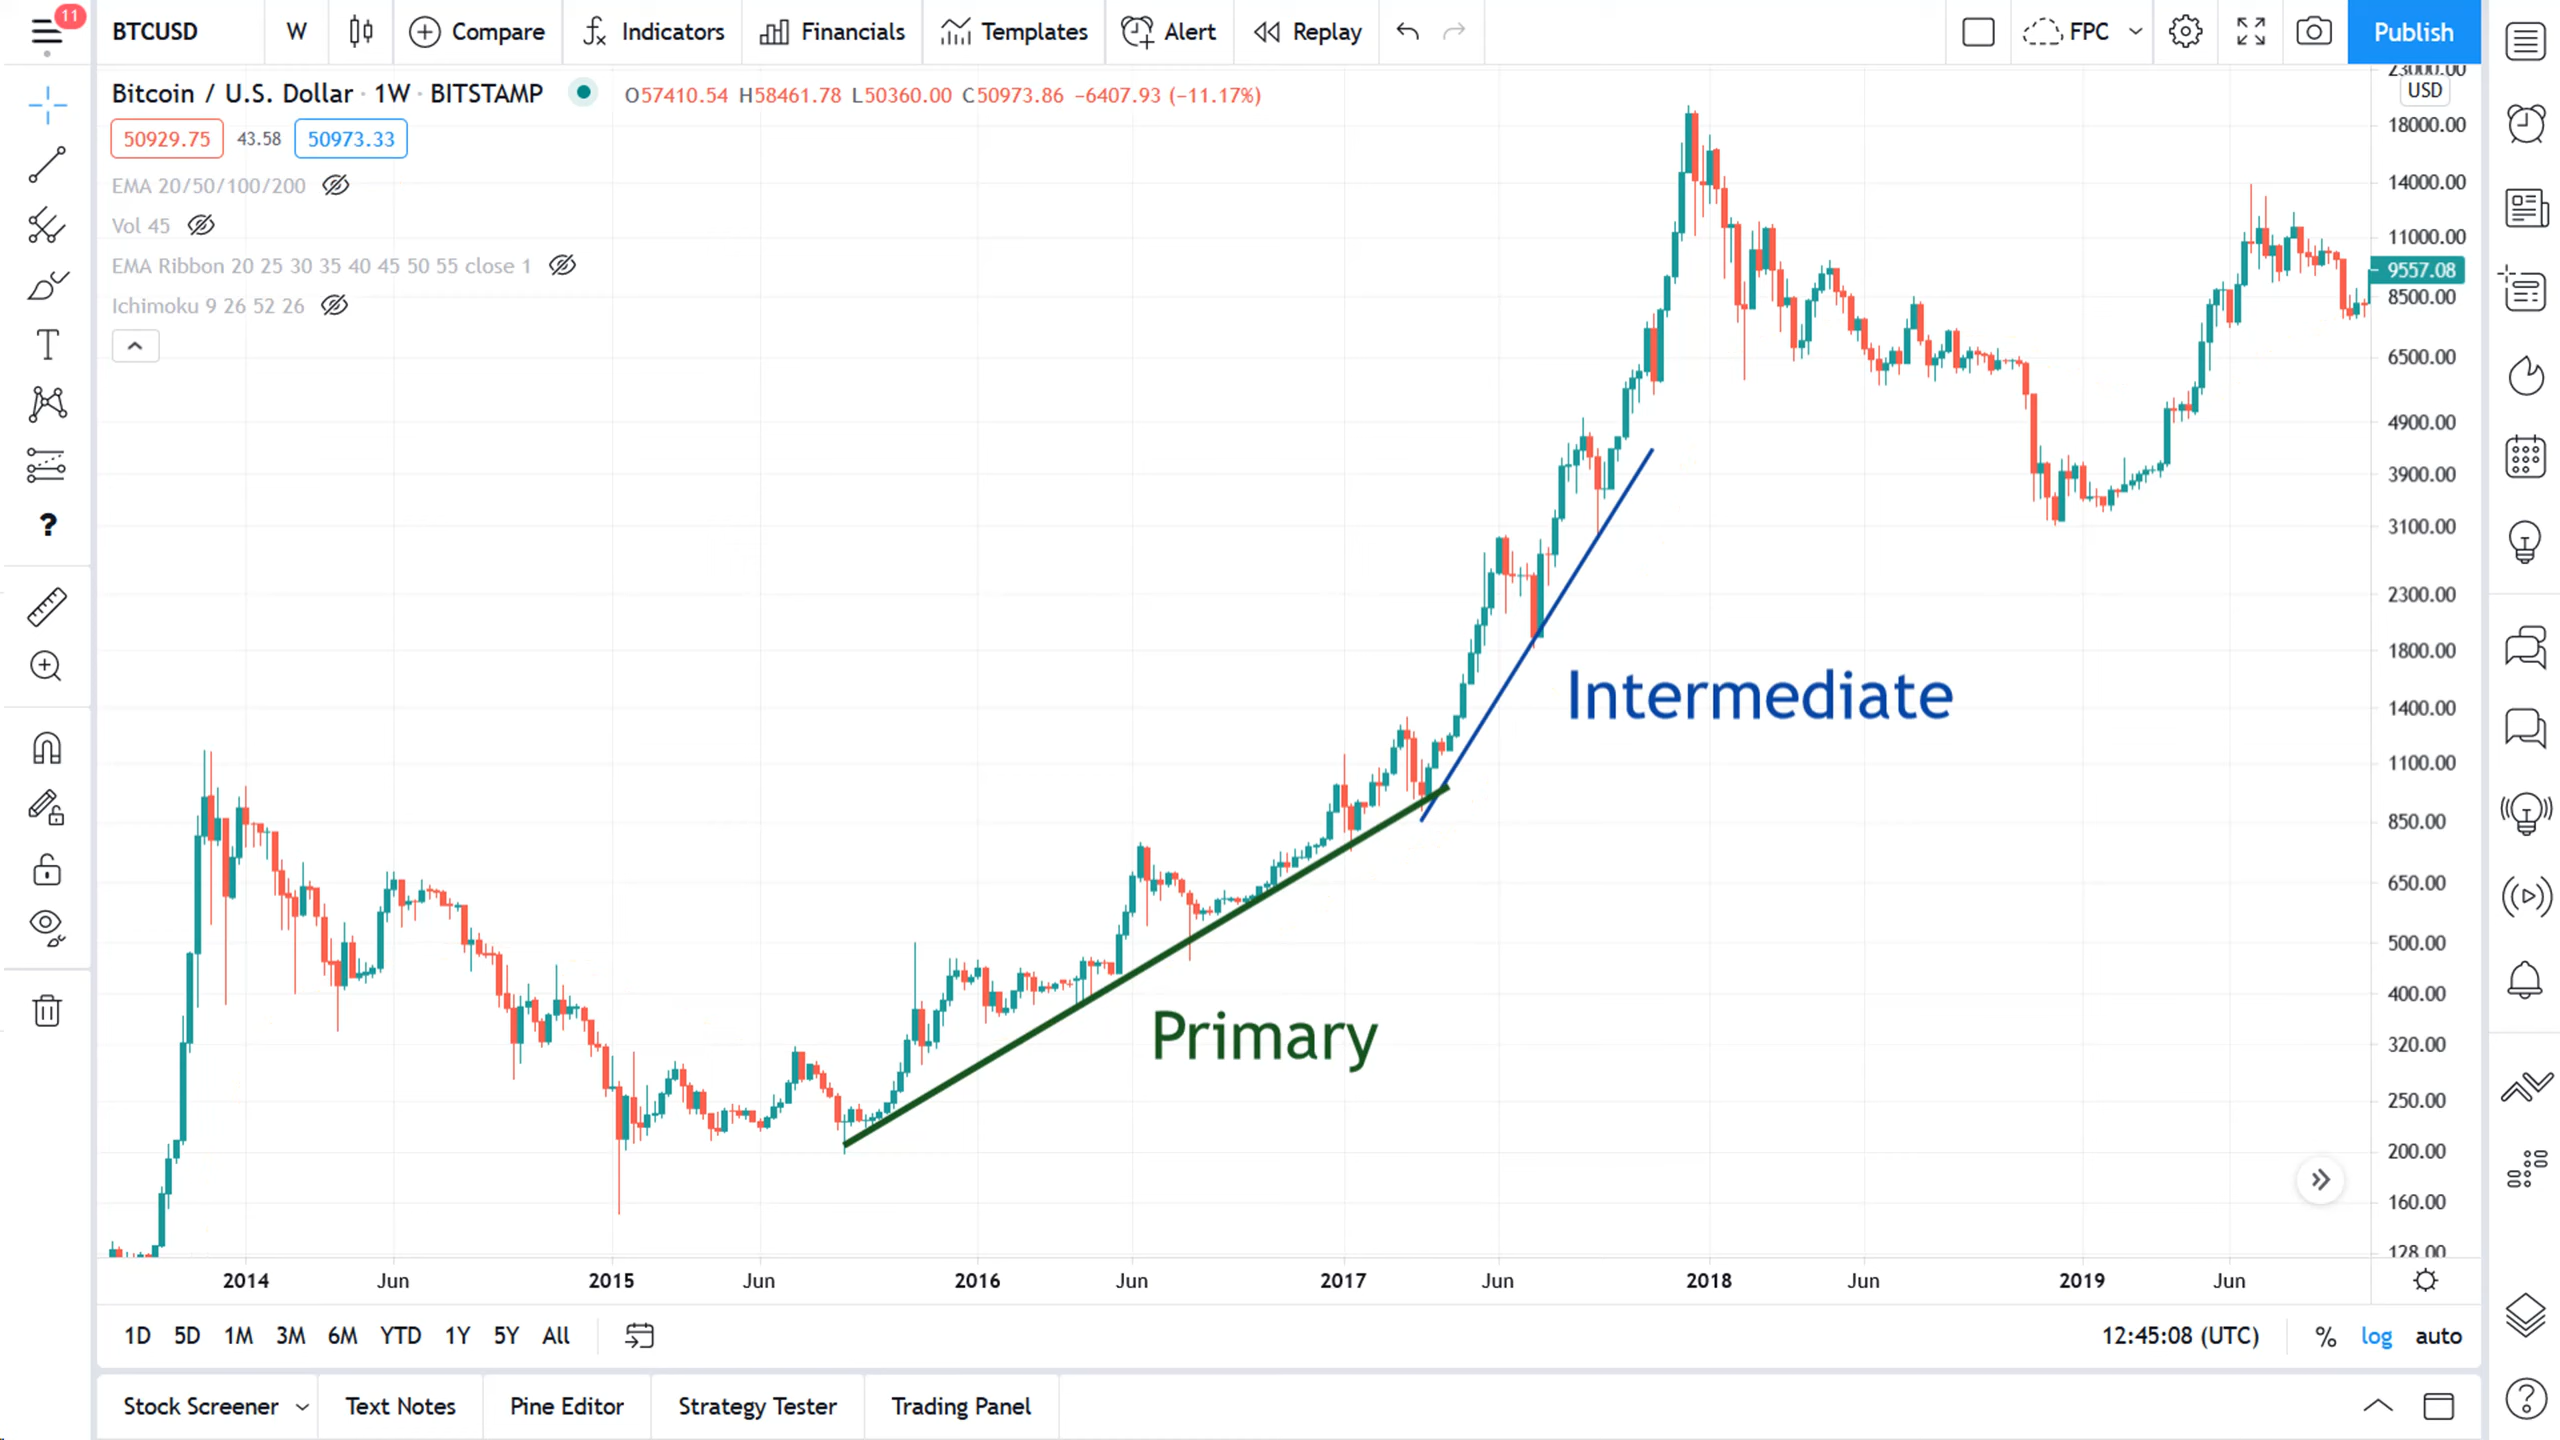 11 BTCUSD W Compare Indicators Financials Templates Alert Replay FPC Publish
Bitcoin / U.S. Dollar · 1W · BITSTAMP O57410.54 H58461.78 L50360.00 C50973.86 −6407.93 (−11.17%)
50929.75 43.58 50973.33
EMA 20/50/100/200
Vol 45
EMA Ribbon 20 25 30 35 40 45 50 55 close 1
Ichimoku 9 26 52 26
23000.00
USD
18000.00
14000.00
11000.00
9557.08
8500.00
6500.00
4900.00
3900.00
3100.00
2300.00
1800.00
1400.00
1100.00
850.00
650.00
500.00
400.00
320.00
250.00
200.00
160.00
128.00
Intermediate
Primary
2014 Jun 2015 Jun 2016 Jun 2017 Jun 2018 Jun 2019 Jun
1D 5D 1M 3M 6M YTD 1Y 5Y All 12:45:08 (UTC) % log auto
Stock Screener Text Notes Pine Editor Strategy Tester Trading Panel